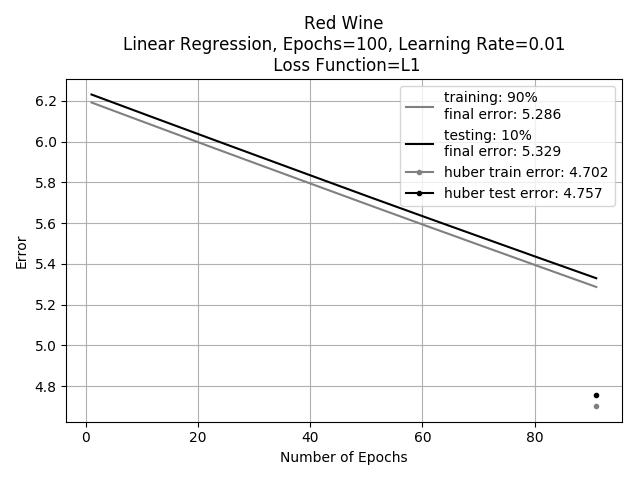 Red Wine
Linear Regression, Epochs=100, Learning Rate=0.01
Loss Function=L1
training: 90%
final error: 5.286
testing: 10%
final error: 5.329
huber train error: 4.702
huber test error: 4.757
Error
6.2
6.0
5.8
5.6
5.4
5.2
5.0
4.8
0 20 40 60 80
Number of Epochs